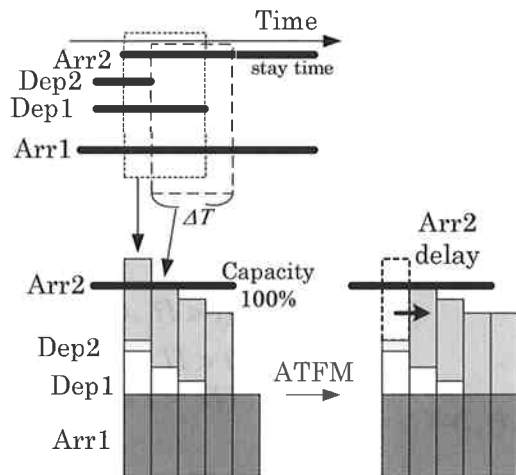 Time
Arr2
stay time
Dep2
Dep1
Arr1
ΔT
Arr2
delay
Arr2
Capacity
100%
Dep2
Dep1
ATFM
Arr1